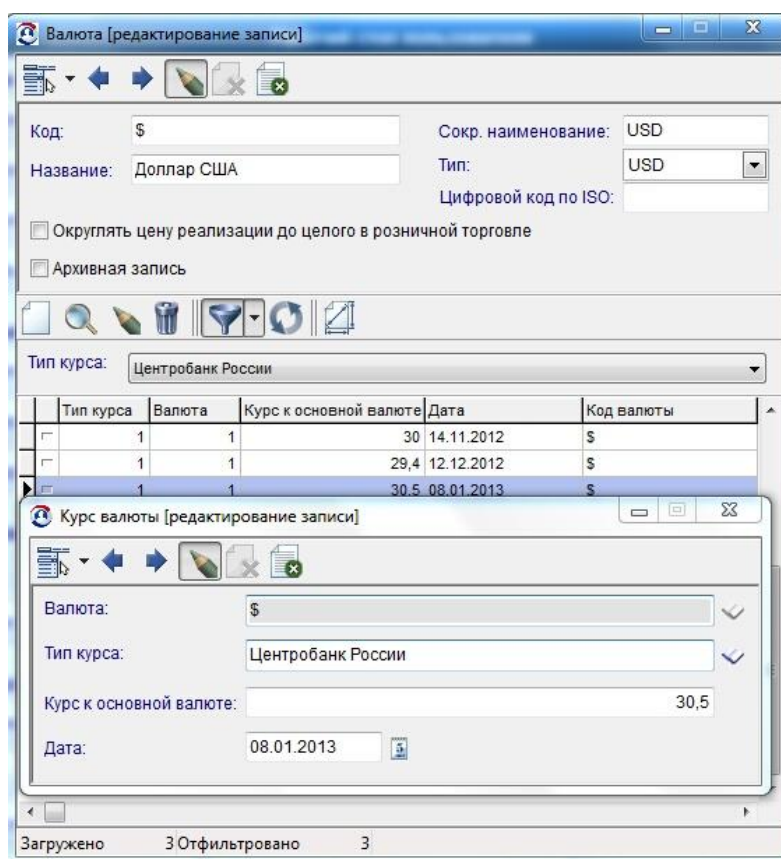 Валюта [редактирование записи]
Код: $ Сокр. наименование: USD
Название: Доллар США Тип: USD
Цифровой код по ISO:
Округлять цену реализации до целого в розничной торговле
Архивная запись
Тип курса: Центробанк России
Тип курса Валюта Курс к основной валюте Дата Код валюты
1 1 30 14.11.2012 $
1 1 29,4 12.12.2012 $
1 1 30,5 08.01.2013 $
Курс валюты [редактирование записи]
Валюта: $
Тип курса: Центробанк России
Курс к основной валюте: 30,5
Дата: 08.01.2013
Загружено 3 Отфильтровано 3